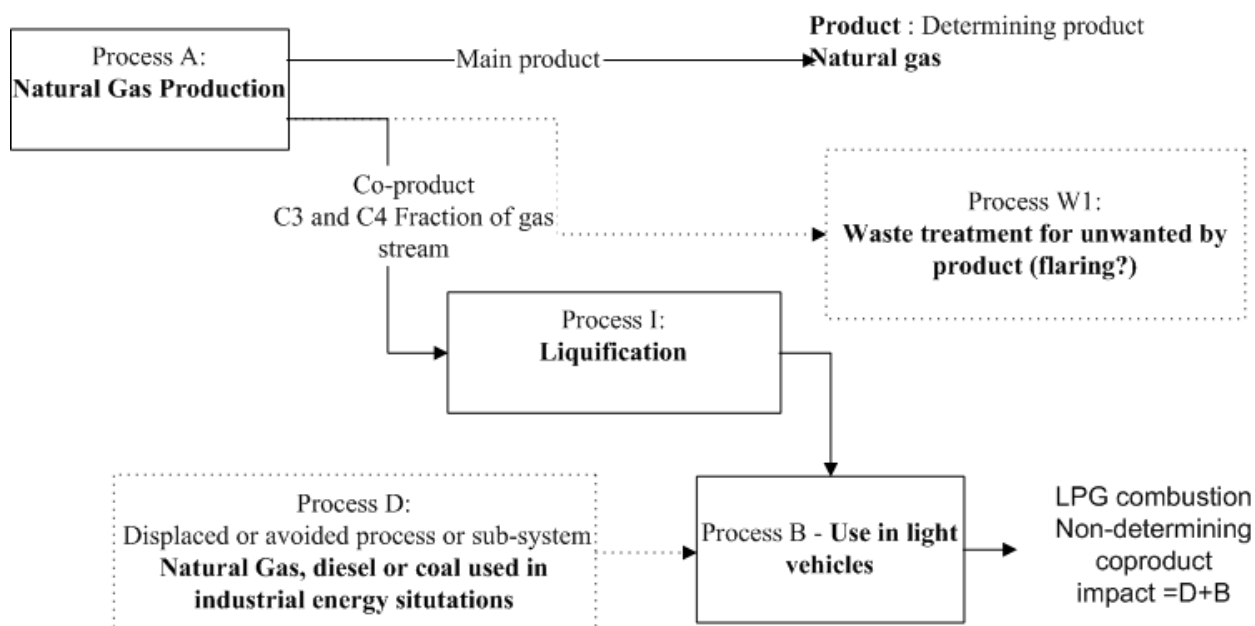 Process A:
Natural Gas Production
Main product
Product : Determining product
Natural gas
Co-product
C3 and C4 Fraction of gas
stream
Process W1:
Waste treatment for unwanted by
product (flaring?)
Process I:
Liquification
Process D:
Displaced or avoided process or sub-system
Natural Gas, diesel or coal used in
industrial energy situtations
Process B - Use in light
vehicles
LPG combustion
Non-determining
coproduct
impact =D+B